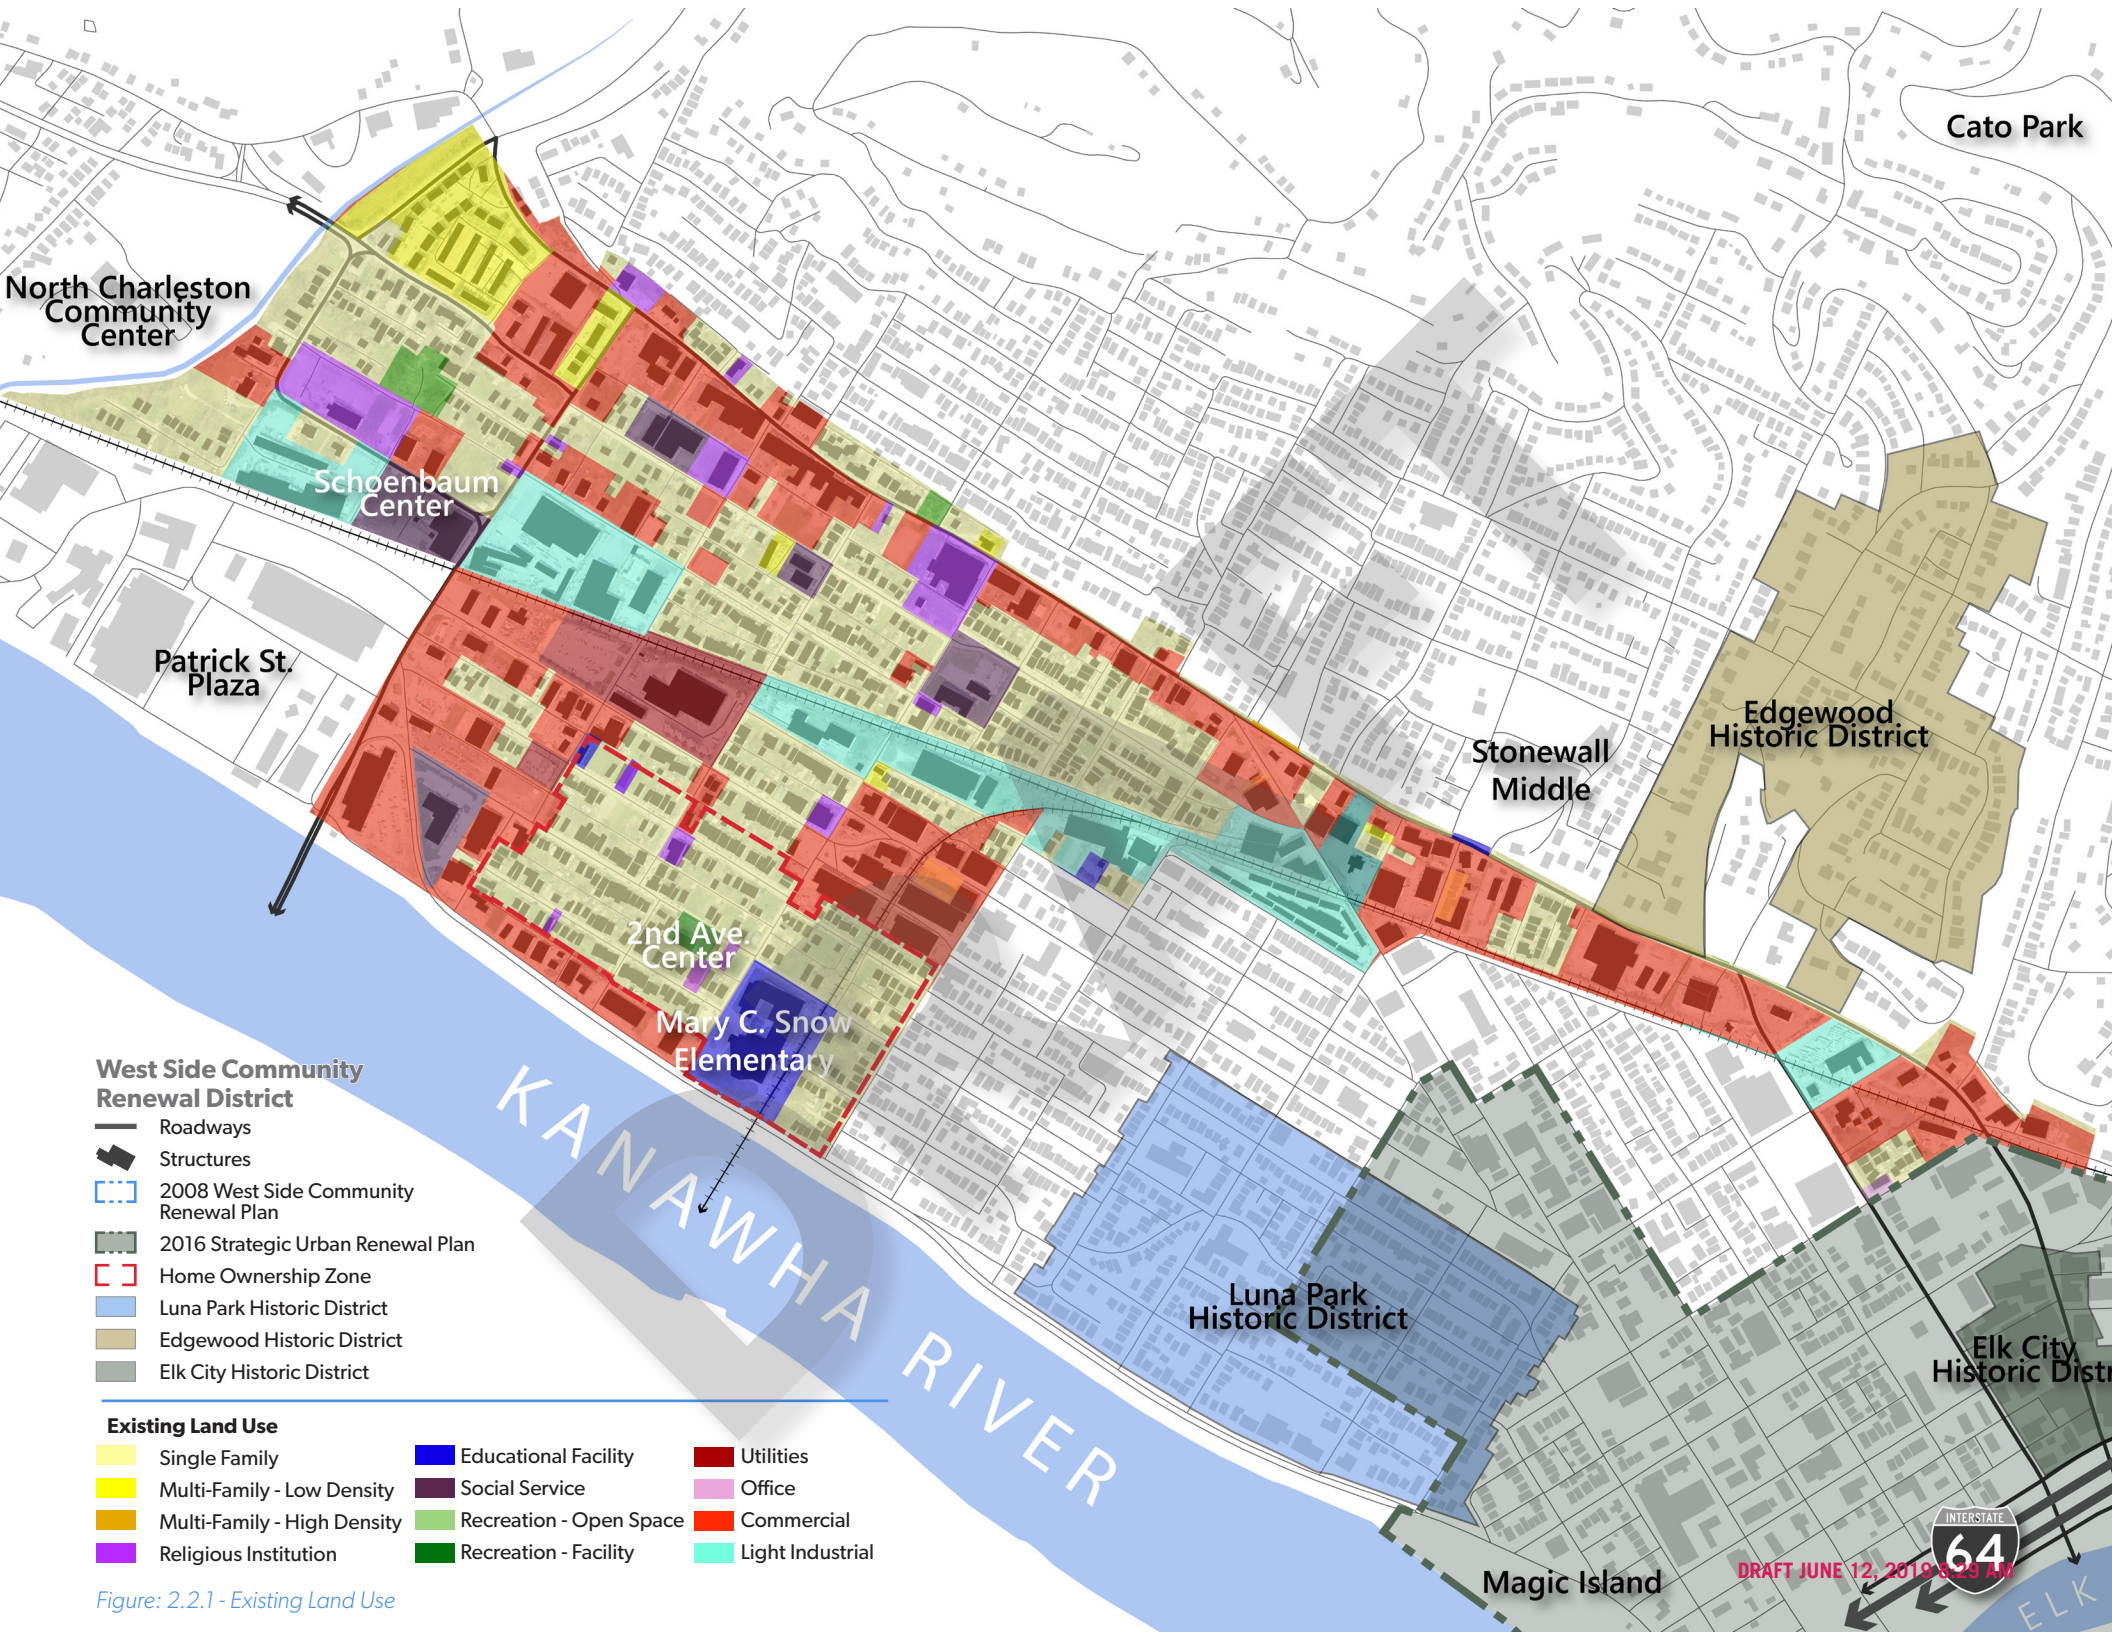 Cato Park
North Charleston
Community
Center
Schoenbaum
Center
Patrick St.
Plaza
Edgewood
Historic District
Stonewall
Middle
2nd Ave.
Center
Mary C. Snow
Elementary
KANAWHA RIVER
Luna Park
Historic District
Elk City
Historic Distr
Magic Island
INTERSTATE
64
DRAFT JUNE 12, 2019 8:29 AM
ELK
DRAFT
West Side Community
Renewal District
Roadways
Structures
2008 West Side Community
Renewal Plan
2016 Strategic Urban Renewal Plan
Home Ownership Zone
Luna Park Historic District
Edgewood Historic District
Elk City Historic District
Existing Land Use
Single Family
Multi-Family - Low Density
Multi-Family - High Density
Religious Institution
Educational Facility
Social Service
Recreation - Open Space
Recreation - Facility
Utilities
Office
Commercial
Light Industrial
Figure: 2.2.1 - Existing Land Use